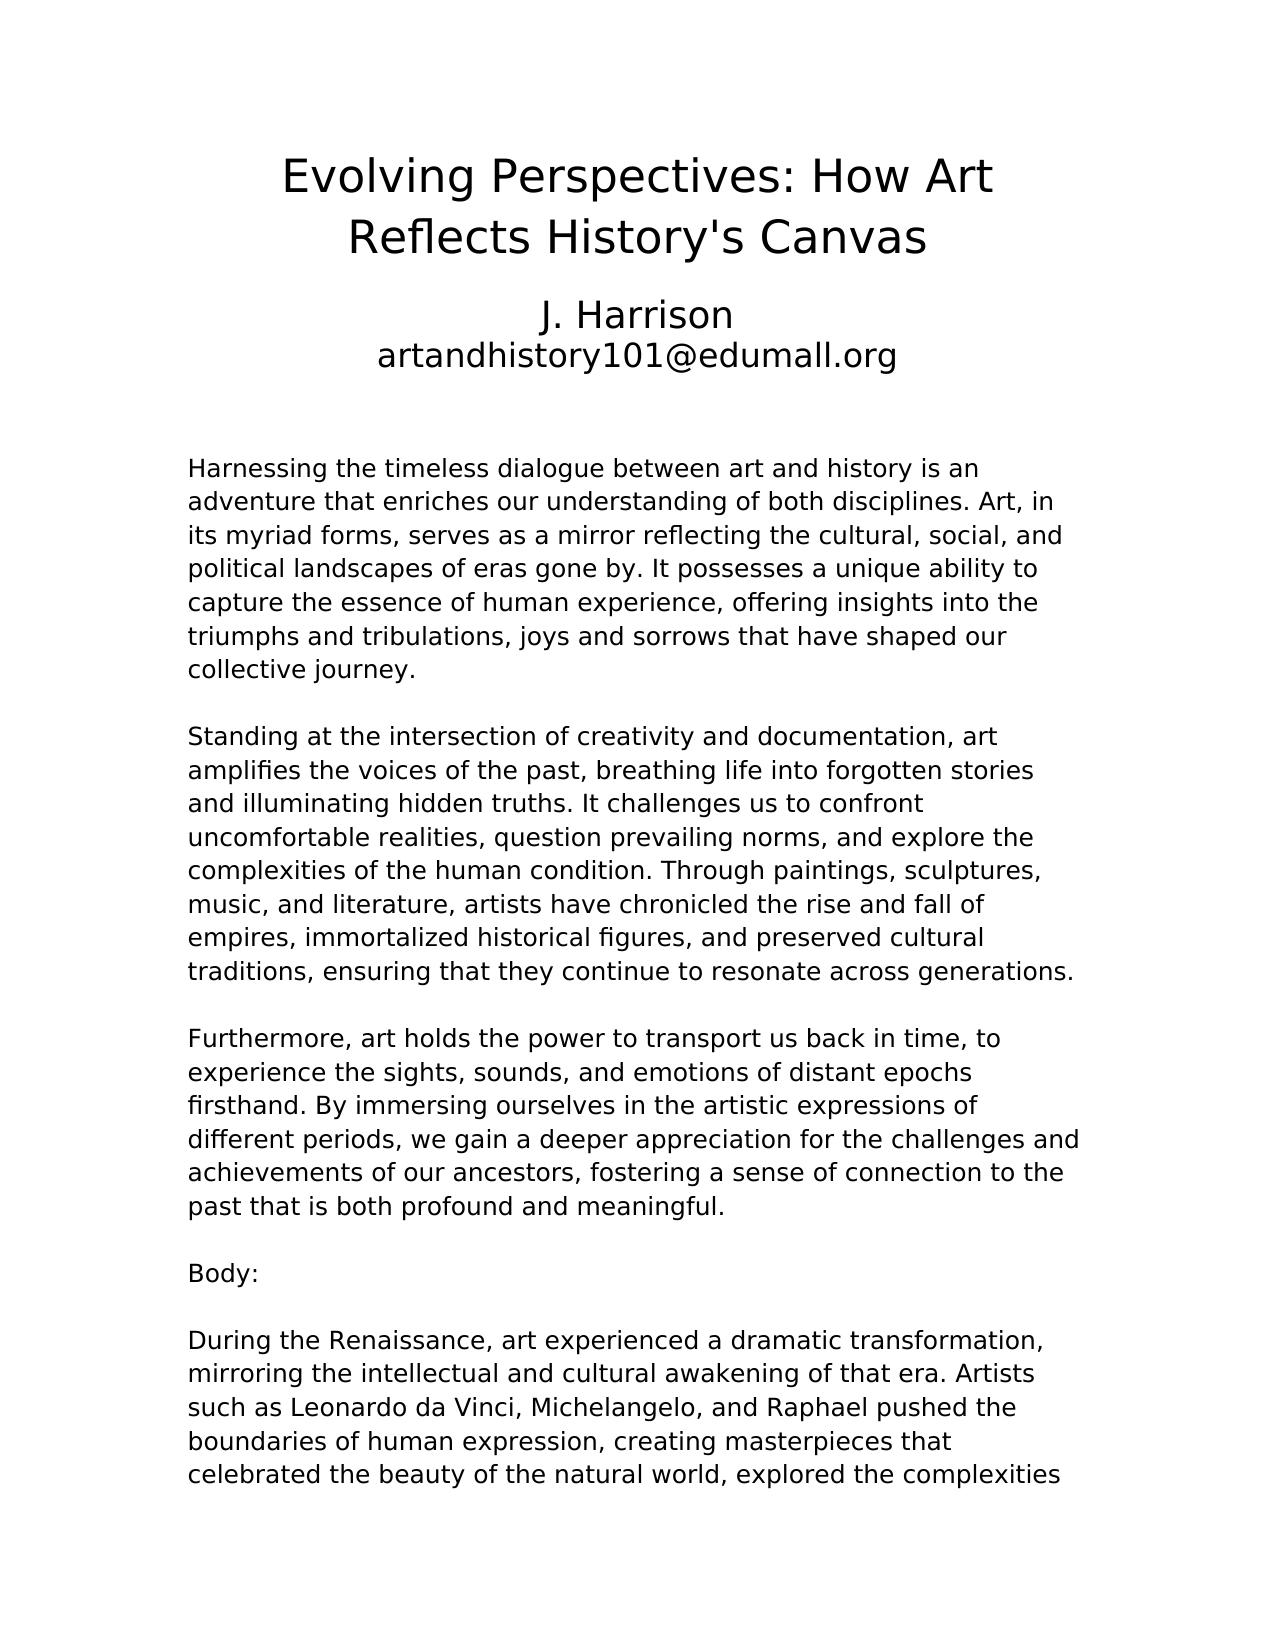 Evolving Perspectives: How Art
Reflects History's Canvas
J. Harrison
artandhistory101@edumall.org
Harnessing the timeless dialogue between art and history is an
adventure that enriches our understanding of both disciplines. Art, in
its myriad forms, serves as a mirror reflecting the cultural, social, and
political landscapes of eras gone by. It possesses a unique ability to
capture the essence of human experience, offering insights into the
triumphs and tribulations, joys and sorrows that have shaped our
collective journey.
Standing at the intersection of creativity and documentation, art
amplifies the voices of the past, breathing life into forgotten stories
and illuminating hidden truths. It challenges us to confront
uncomfortable realities, question prevailing norms, and explore the
complexities of the human condition. Through paintings, sculptures,
music, and literature, artists have chronicled the rise and fall of
empires, immortalized historical figures, and preserved cultural
traditions, ensuring that they continue to resonate across generations.
Furthermore, art holds the power to transport us back in time, to
experience the sights, sounds, and emotions of distant epochs
firsthand. By immersing ourselves in the artistic expressions of
different periods, we gain a deeper appreciation for the challenges and
achievements of our ancestors, fostering a sense of connection to the
past that is both profound and meaningful.
Body:
During the Renaissance, art experienced a dramatic transformation,
mirroring the intellectual and cultural awakening of that era. Artists
such as Leonardo da Vinci, Michelangelo, and Raphael pushed the
boundaries of human expression, creating masterpieces that
celebrated the beauty of the natural world, explored the complexities